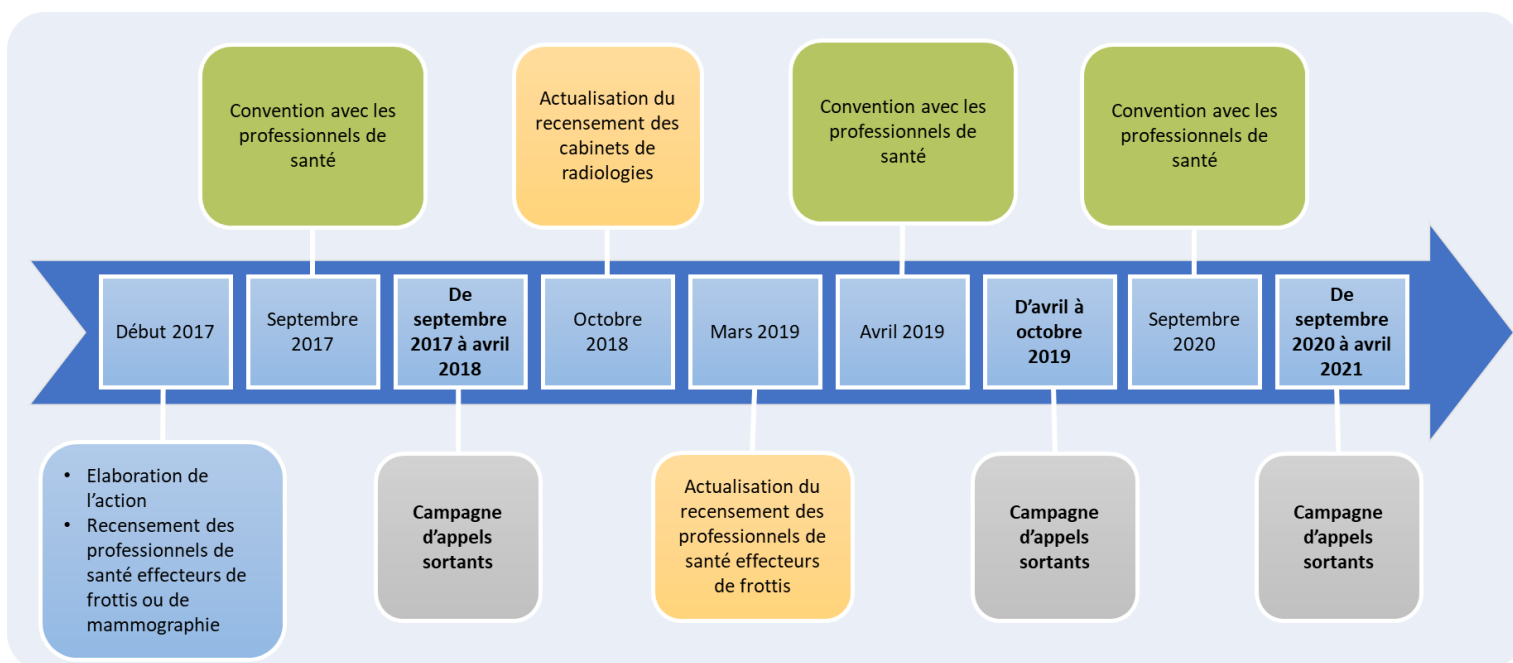 Convention avec les
professionnels de
santé
Actualisation du
recensement des
cabinets de
radiologies
Convention avec les
professionnels de
santé
Convention avec les
professionnels de
santé
Début 2017
Septembre
2017
De
septembre
2017 à avril
2018
Octobre
2018
Mars 2019
Avril 2019
D'avril à
octobre
2019
Septembre
2020
De
septembre
2020 à avril
2021
• Elaboration de
l'action
• Recensement des
professionnels de
santé effecteurs de
frottis ou de
mammographie
Campagne
d'appels
sortants
Actualisation du
recensement des
professionnels de
santé effecteurs
de frottis
Campagne
d'appels
sortants
Campagne
d'appels
sortants